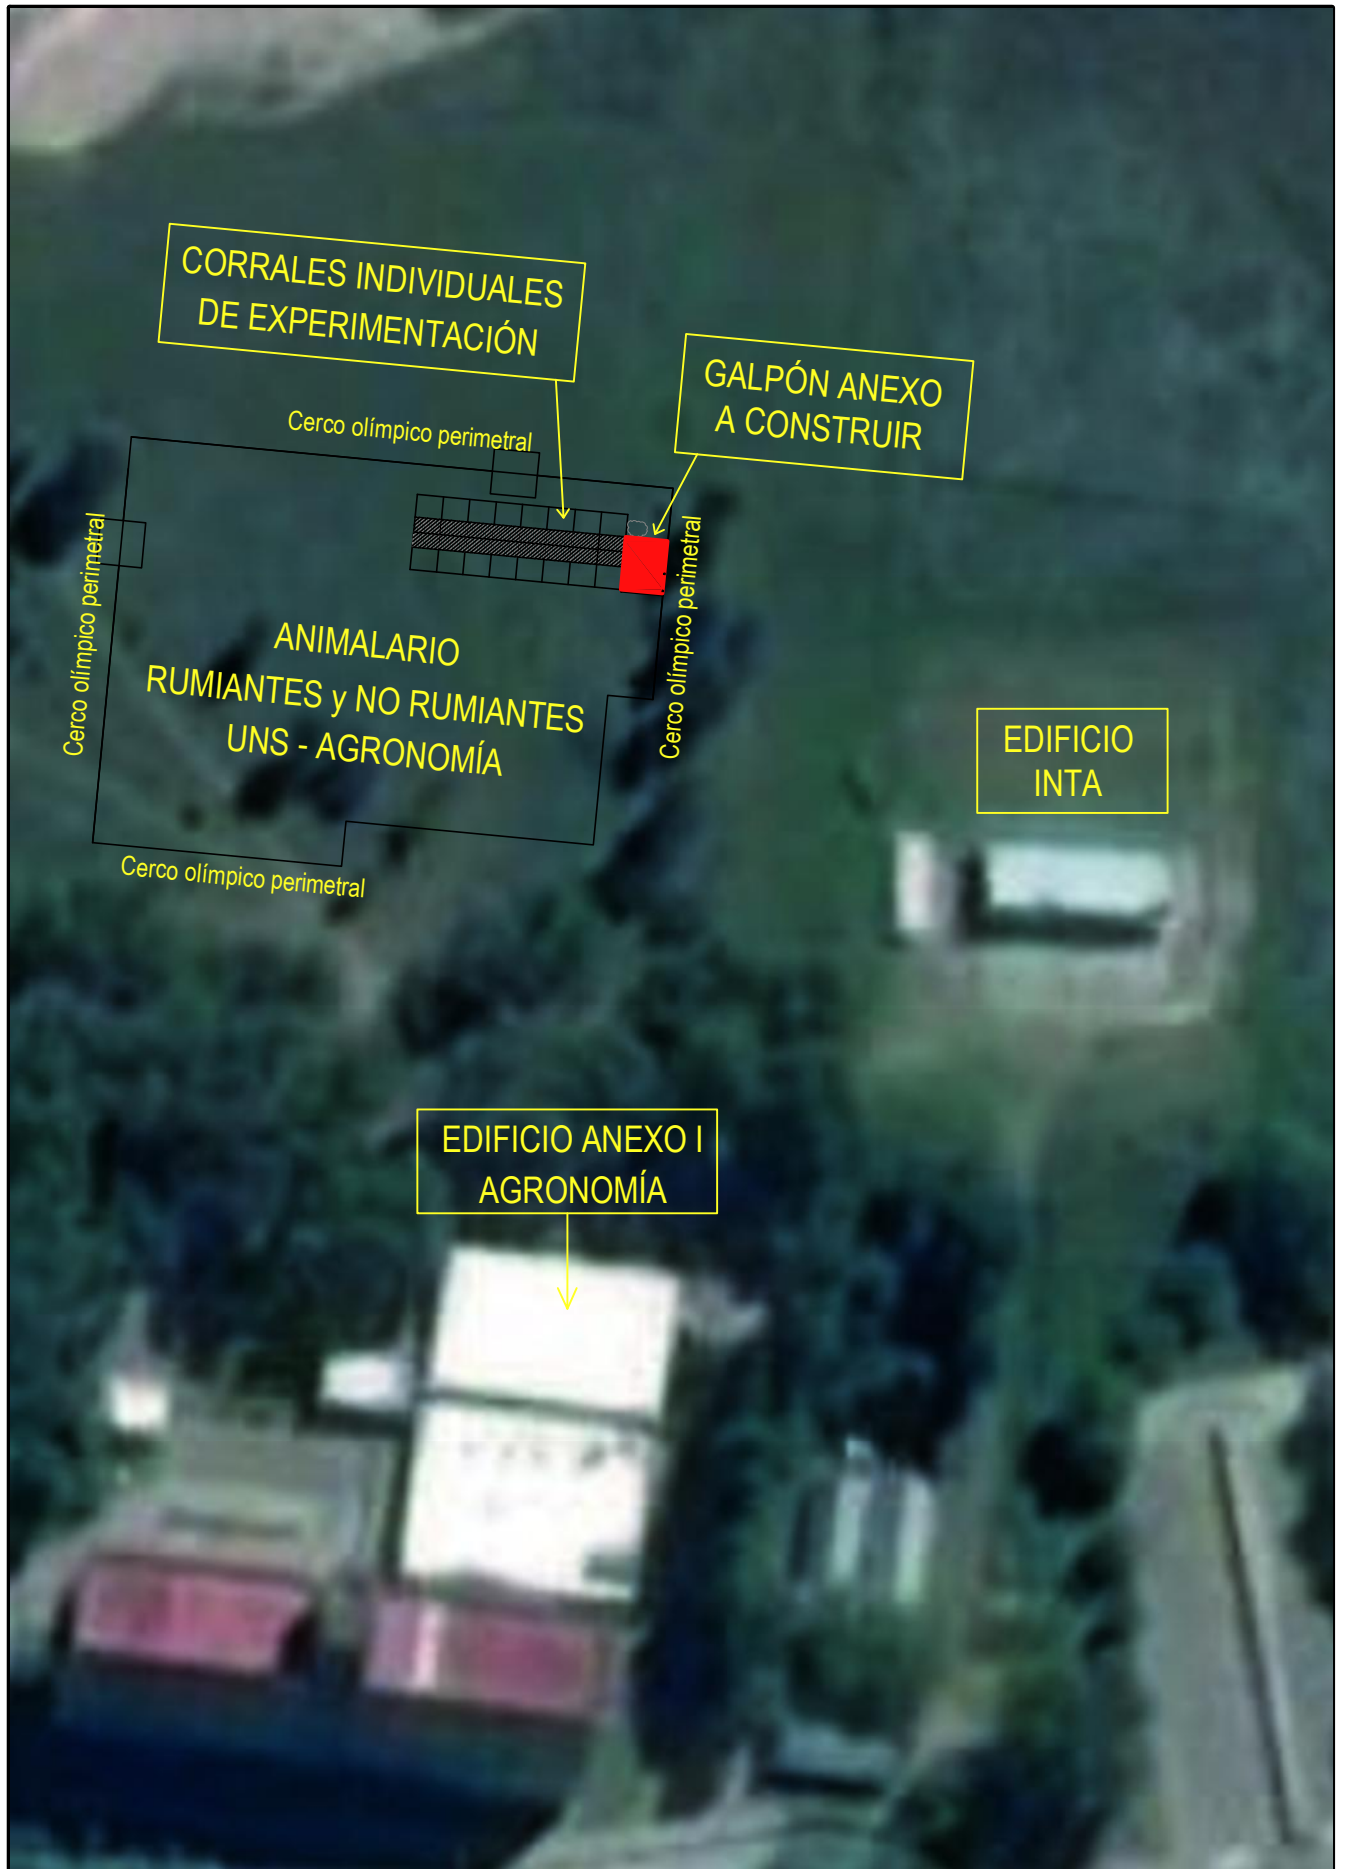 CORRALES INDIVIDUALES
DE EXPERIMENTACIÓN
GALPÓN ANEXO
A CONSTRUIR
Cerco olímpico perimetral
Cerco olímpico perimetral
Cerco olímpico perimetral
ANIMALARIO
RUMIANTES y NO RUMIANTES
UNS - AGRONOMÍA
Cerco olímpico perimetral
EDIFICIO
INTA
EDIFICIO ANEXO I
AGRONOMÍA